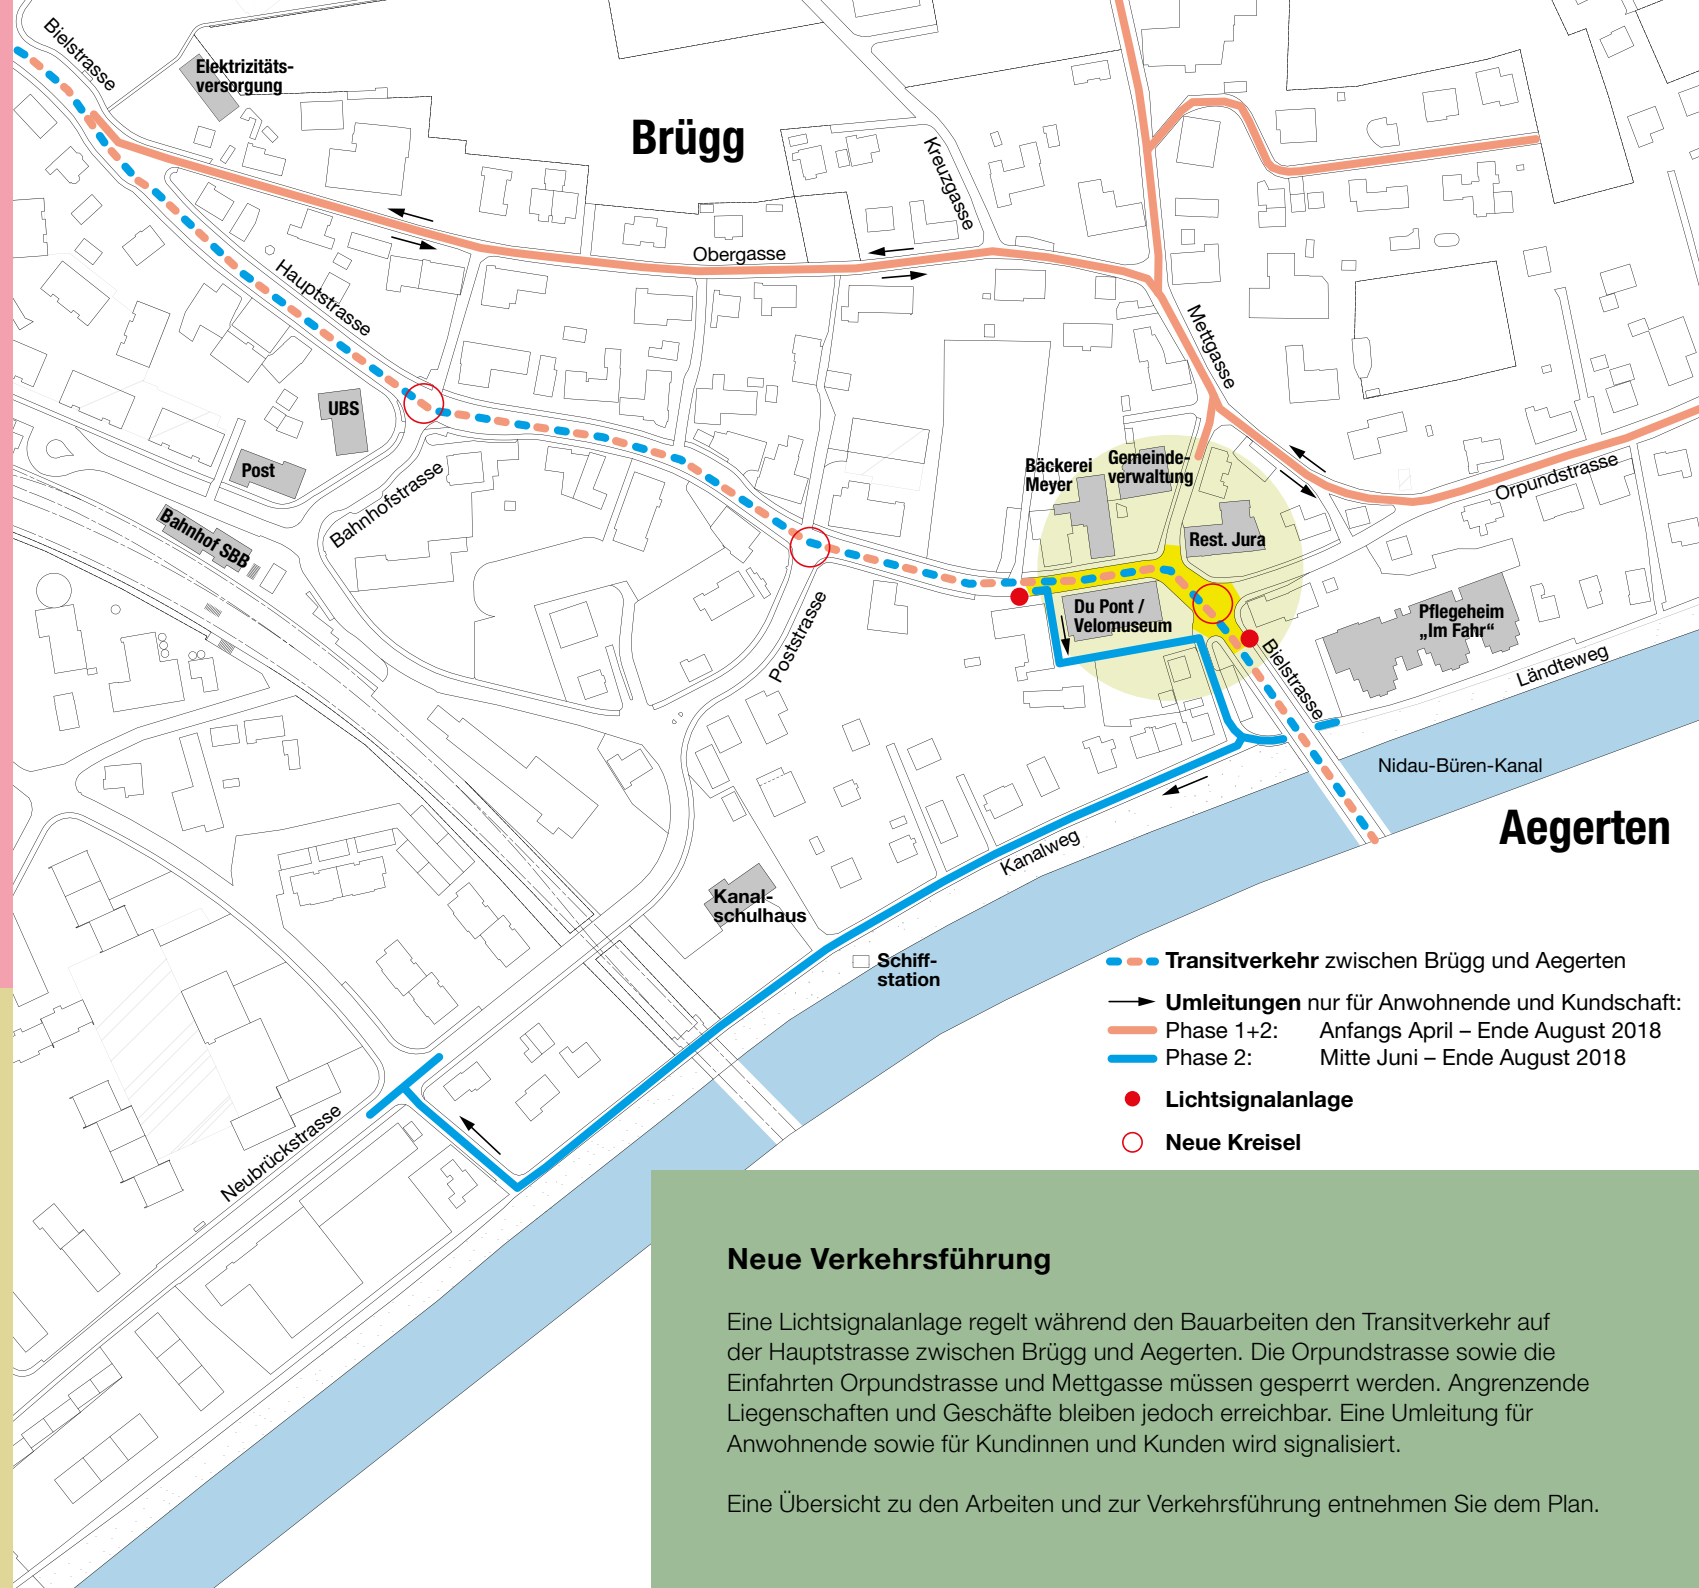 Bielstrasse
Elektrizitäts-
versorgung
Brügg
Kreuzgasse
Obergasse
Hauptstrasse
Mettgasse
UBS
Post
Bahnhofstrasse
Bahnhof SBB
Bäckerei
Meyer
Gemeinde-
verwaltung
Orpundstrasse
Rest. Jura
Du Pont /
Velomuseum
Pflegeheim
„Im Fahr“
Poststrasse
Bielstrasse
Ländteweg
Nidau-Büren-Kanal
Aegerten
Kanalweg
Kanal-
schulhaus
Schiff-
station
Neubrückstrasse
Transitverkehr zwischen Brügg und Aegerten
Umleitungen nur für Anwohnende und Kundschaft:
Phase 1+2: Anfangs April – Ende August 2018
Phase 2: Mitte Juni – Ende August 2018
Lichtsignalanlage
Neue Kreisel
Neue Verkehrsführung
Eine Lichtsignalanlage regelt während den Bauarbeiten den Transitverkehr auf
der Hauptstrasse zwischen Brügg und Aegerten. Die Orpundstrasse sowie die
Einfahrten Orpundstrasse und Mettgasse müssen gesperrt werden. Angrenzende
Liegenschaften und Geschäfte bleiben jedoch erreichbar. Eine Umleitung für
Anwohnende sowie für Kundinnen und Kunden wird signalisiert.
Eine Übersicht zu den Arbeiten und zur Verkehrsführung entnehmen Sie dem Plan.